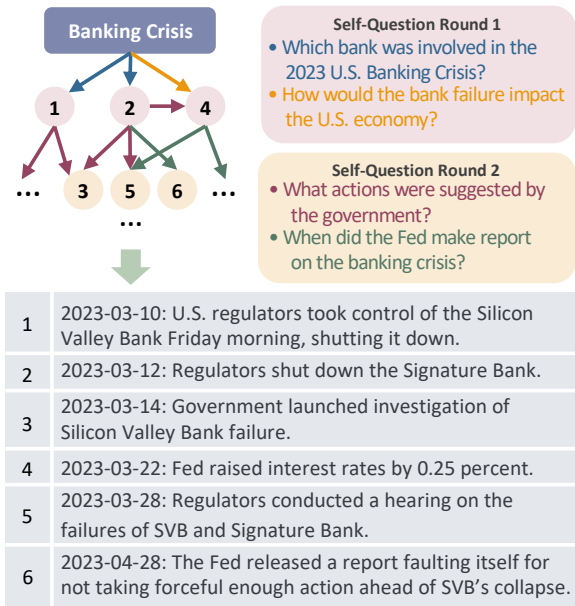 Banking Crisis
1
2
4
...
3
5
6
...
...
Self-Question Round 1
• Which bank was involved in the
2023 U.S. Banking Crisis?
• How would the bank failure impact
the U.S. economy?
Self-Question Round 2
• What actions were suggested by
the government?
• When did the Fed make report
on the banking crisis?
1
2023-03-10: U.S. regulators took control of the Silicon
Valley Bank Friday morning, shutting it down.
2
2023-03-12: Regulators shut down the Signature Bank.
3
2023-03-14: Government launched investigation of
Silicon Valley Bank failure.
4
2023-03-22: Fed raised interest rates by 0.25 percent.
5
2023-03-28: Regulators conducted a hearing on the
failures of SVB and Signature Bank.
6
2023-04-28: The Fed released a report faulting itself for
not taking forceful enough action ahead of SVB's collapse.